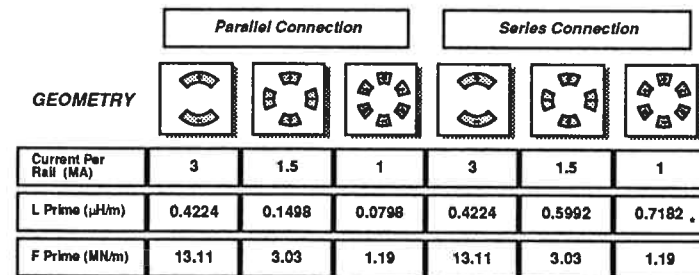 Parallel Connection Series Connection
GEOMETRY
Current Per Rail (MA) 3 1.5 1 3 1.5 1
L Prime (μH/m) 0.4224 0.1498 0.0798 0.4224 0.5992 0.7182 *
F Prime (MN/m) 13.11 3.03 1.19 13.11 3.03 1.19